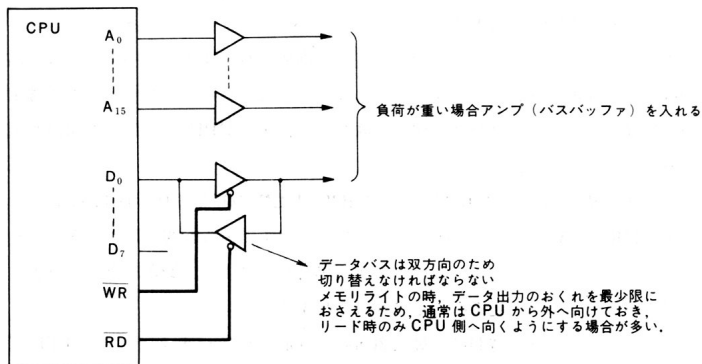 CPU
A0
A15
負荷が重い場合アンプ（バスバッファ）を入れる
D0
D7
データバスは双方向のため
切り替えなければならない
メモリライトの時，データ出力のおくれを最少限に
おさえるため，通常はCPUから外へ向けておき，
リード時のみCPU側へ向くようにする場合が多い．
WR
RD